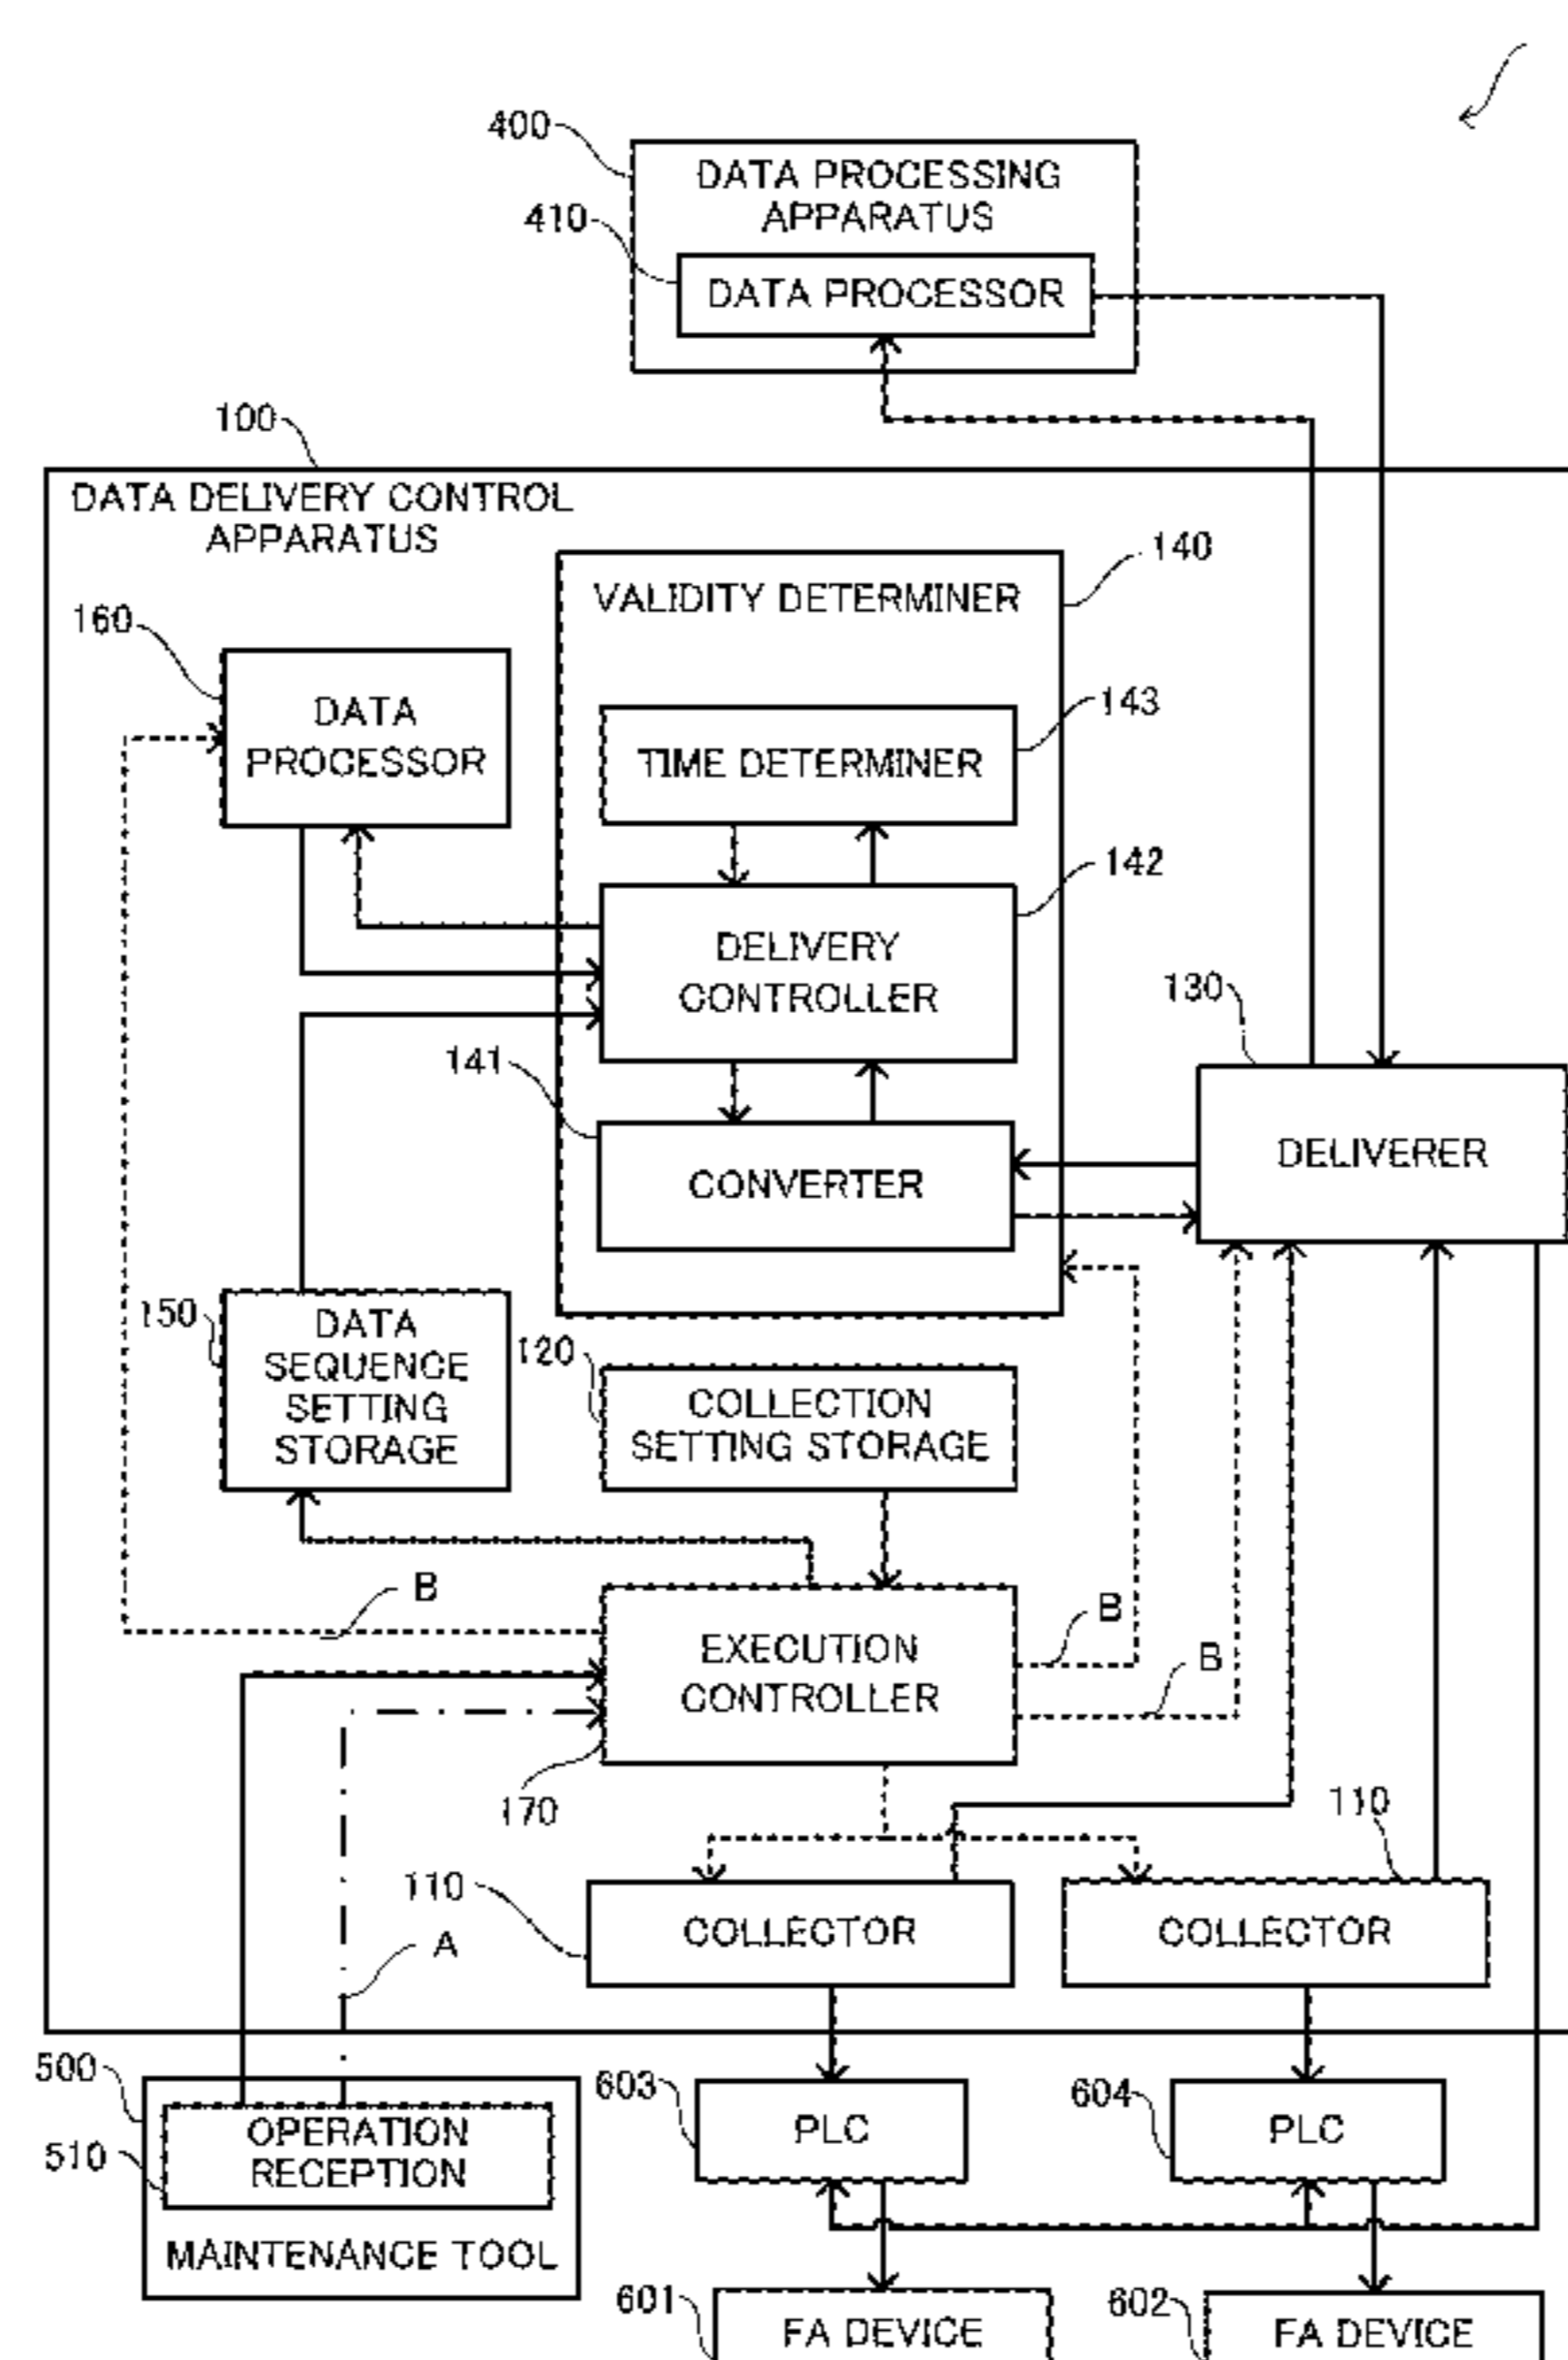 400
DATA PROCESSING
APPARATUS
410
DATA PROCESSOR
100
DATA DELIVERY CONTROL
APPARATUS
140
VALIDITY DETERMINER
160
DATA
PROCESSOR
143
TIME DETERMINER
142
DELIVERY
CONTROLLER
130
141
DELIVERER
CONVERTER
150
DATA
SEQUENCE
SETTING
STORAGE
120
COLLECTION
SETTING STORAGE
B
B
B
EXECUTION
CONTROLLER
170
110
110
COLLECTOR
COLLECTOR
A
500
510
OPERATION
RECEPTION
MAINTENANCE TOOL
603
PLC
604
PLC
601
FA DEVICE
602
FA DEVICE